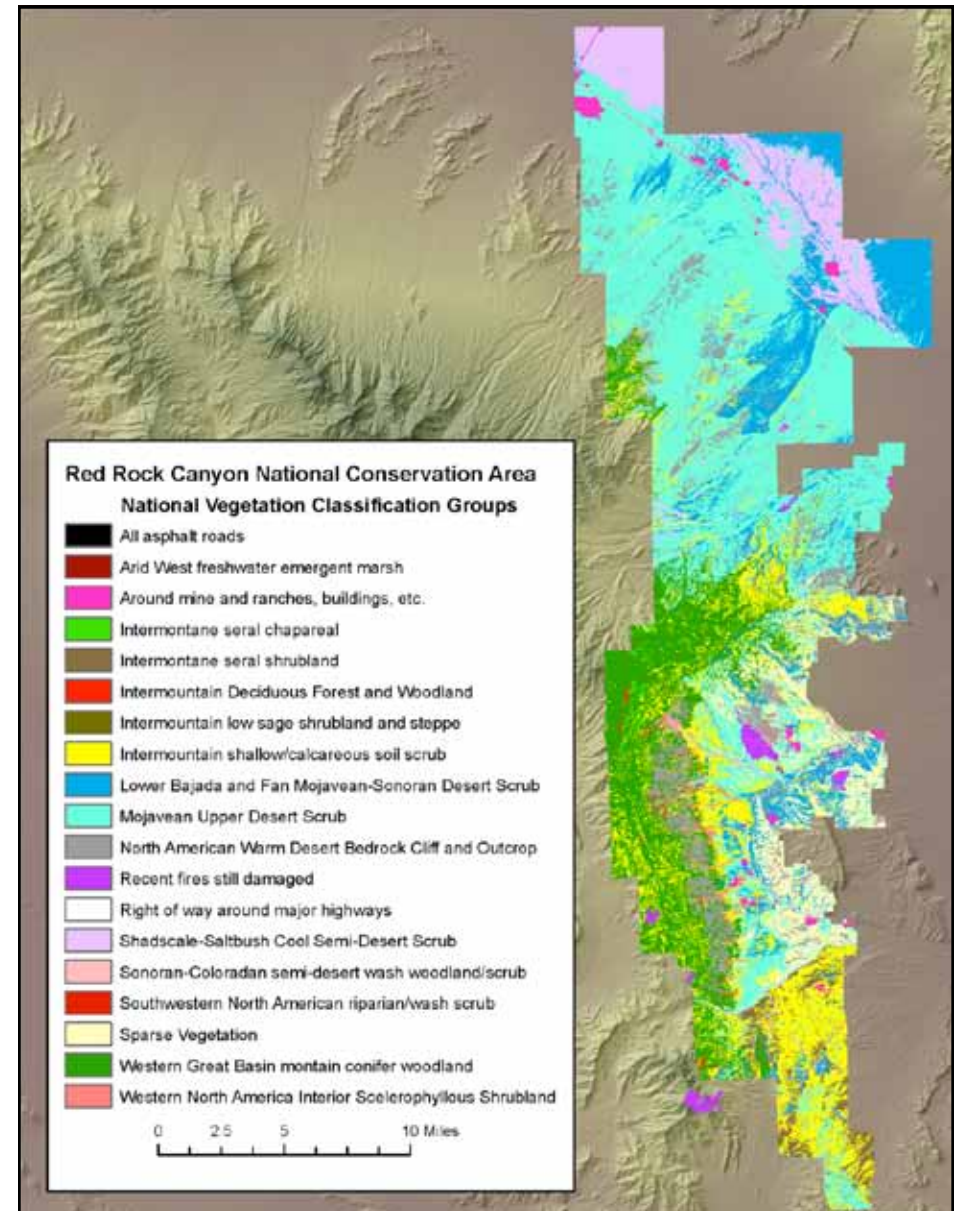 Red Rock Canyon National Conservation Area
National Vegetation Classification Groups
All asphalt roads
Arid West freshwater emergent marsh
Around mine and ranches, buildings, etc.
Intermontane seral chapareal
Intermontane seral shrubland
Intermountain Deciduous Forest and Woodland
Intermountain low sage shrubland and steppe
Intermountain shallow/calcareous soil scrub
Lower Bajada and Fan Mojavean-Sonoran Desert Scrub
Mojavean Upper Desert Scrub
North American Warm Desert Bedrock Cliff and Outcrop
Recent fires still damaged
Right of way around major highways
Shadscale-Saltbush Cool Semi-Desert Scrub
Sonoran-Coloradan semi-desert wash woodland/scrub
Southwestern North American riparian/wash scrub
Sparse Vegetation
Western Great Basin montain conifer woodland
Western North America Interior Scelerophyllous Shrubland
0 2.5 5 10 Miles